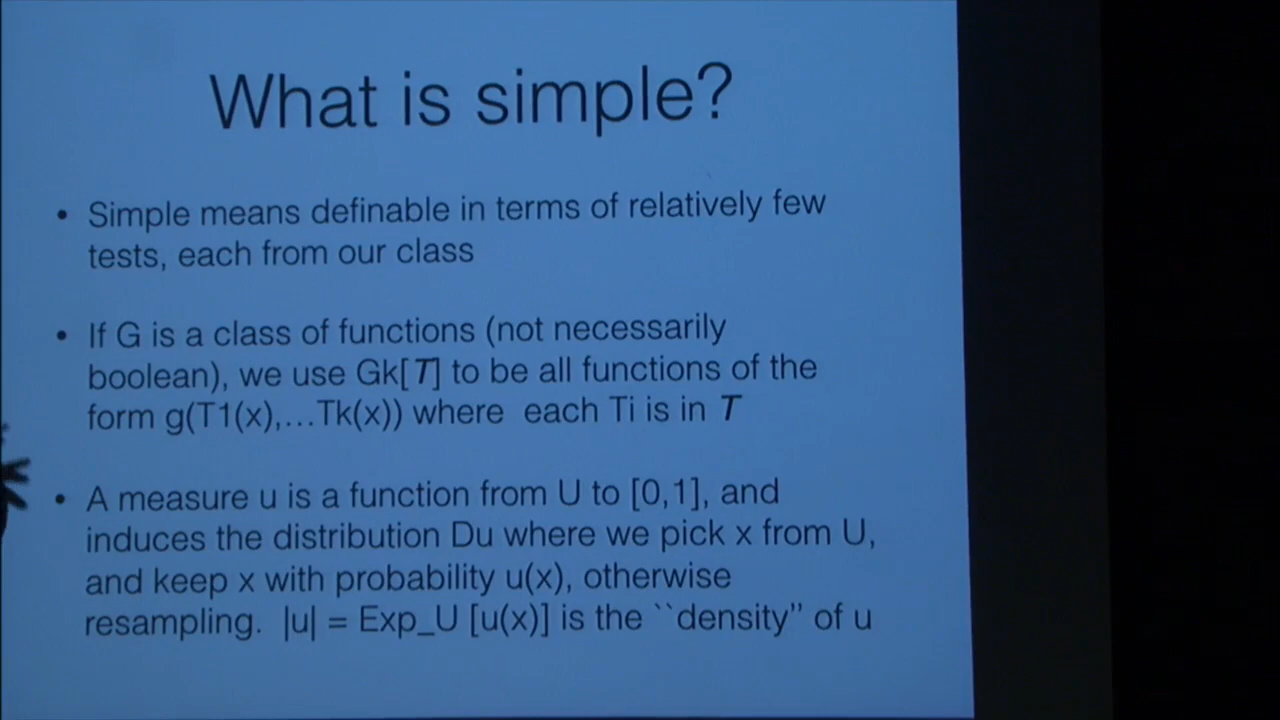 What is simple?
• Simple means definable in terms of relatively few
tests, each from our class
• If G is a class of functions (not necessarily
boolean), we use Gk[T] to be all functions of the
form g(T1(x),...Tk(x)) where each Ti is in T
• A measure u is a function from U to [0,1], and
induces the distribution Du where we pick x from U,
and keep x with probability u(x), otherwise
resampling. |u| = Exp_U [u(x)] is the ``density'' of u